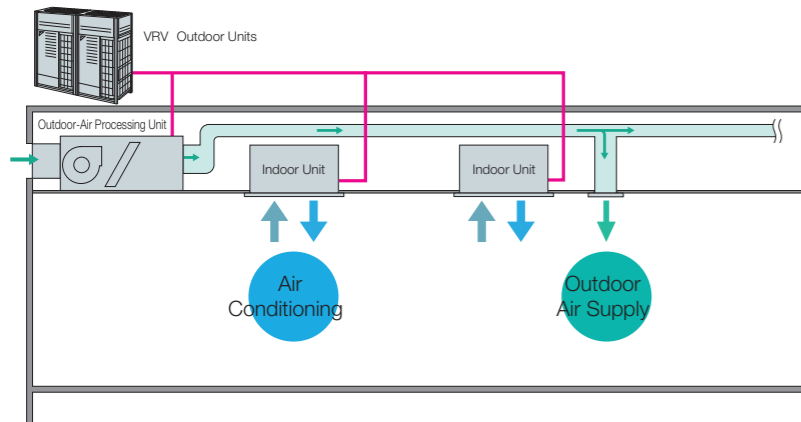 VRV Outdoor Units
Outdoor-Air Processing Unit
Indoor Unit
Indoor Unit
Air
Conditioning
Outdoor
Air Supply